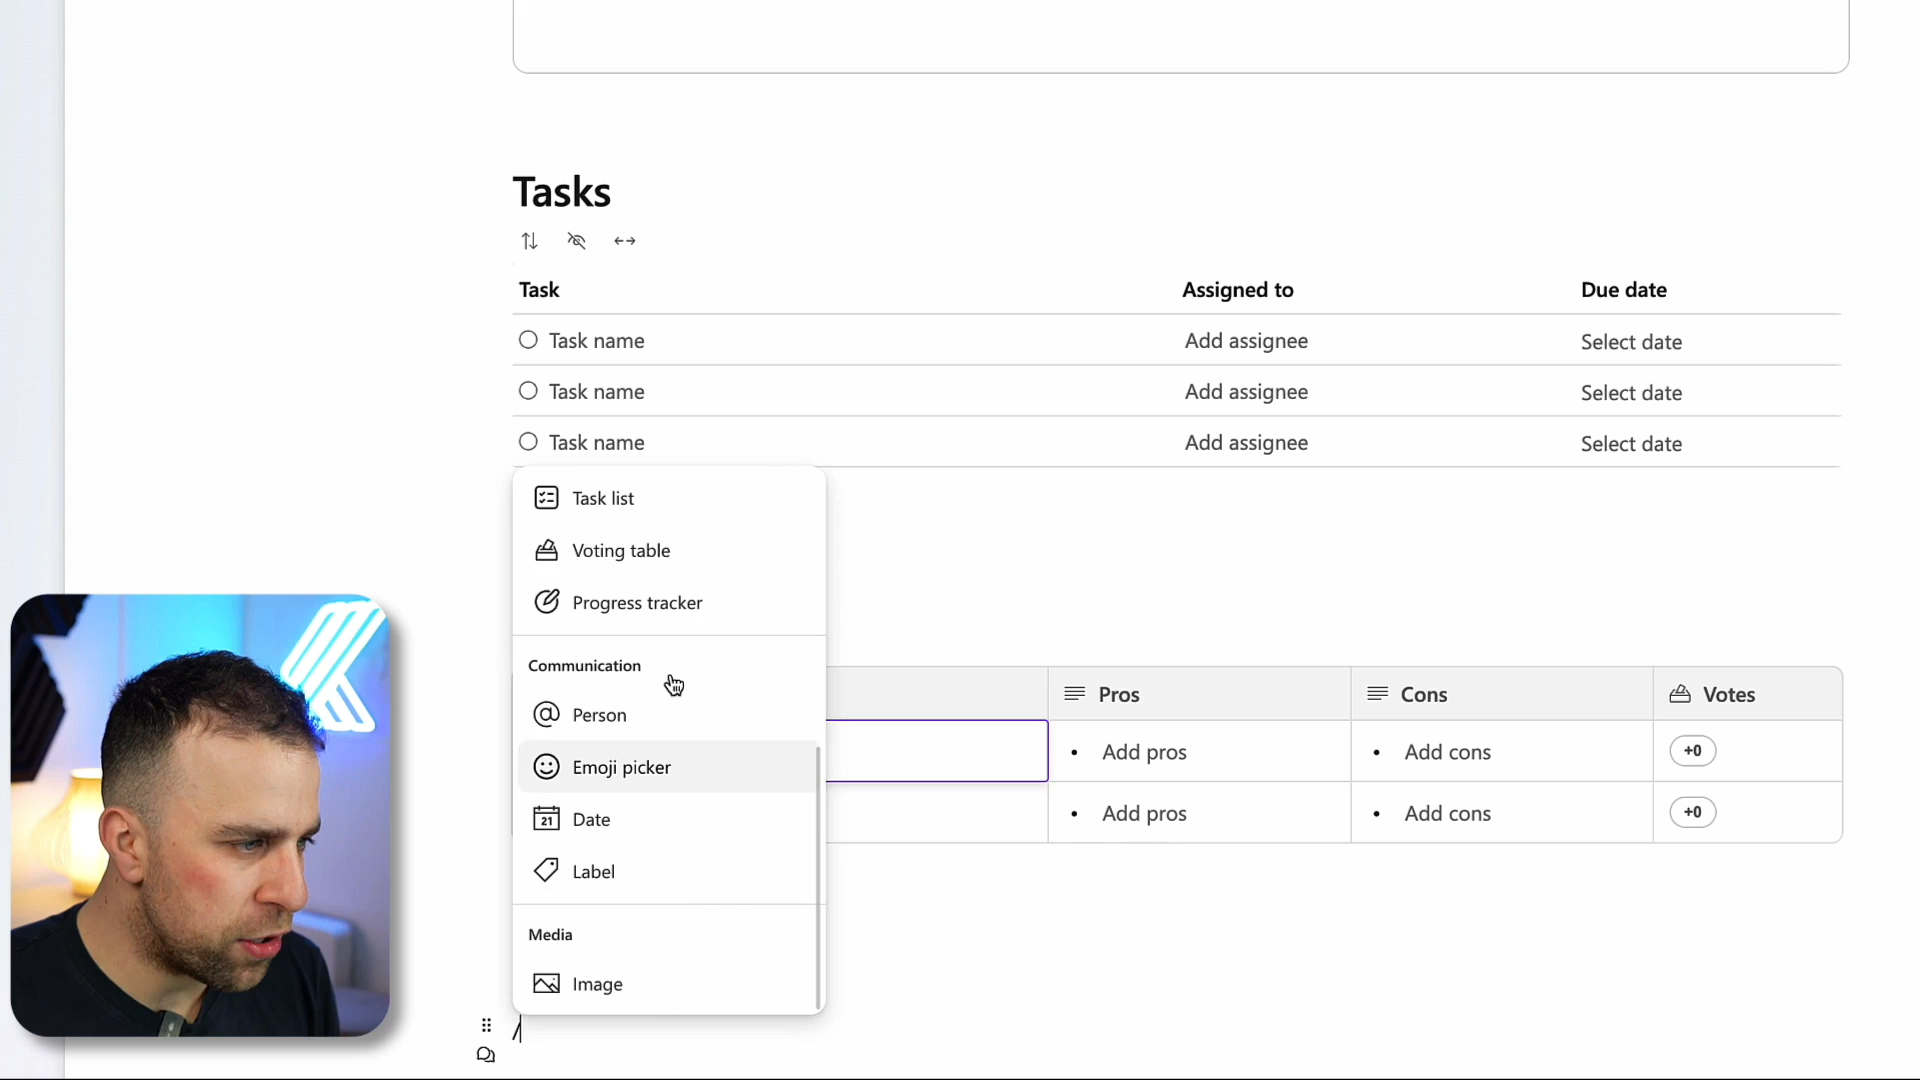 Tasks
Task Assigned to Due date
Task name Add assignee Select date
Task name Add assignee Select date
Task name Add assignee Select date
Task list
Voting table
Progress tracker
Communication
Person
Emoji picker
21 Date
Label
Media
Image
Pros Cons Votes
• Add pros • Add cons +0
• Add pros • Add cons +0
/